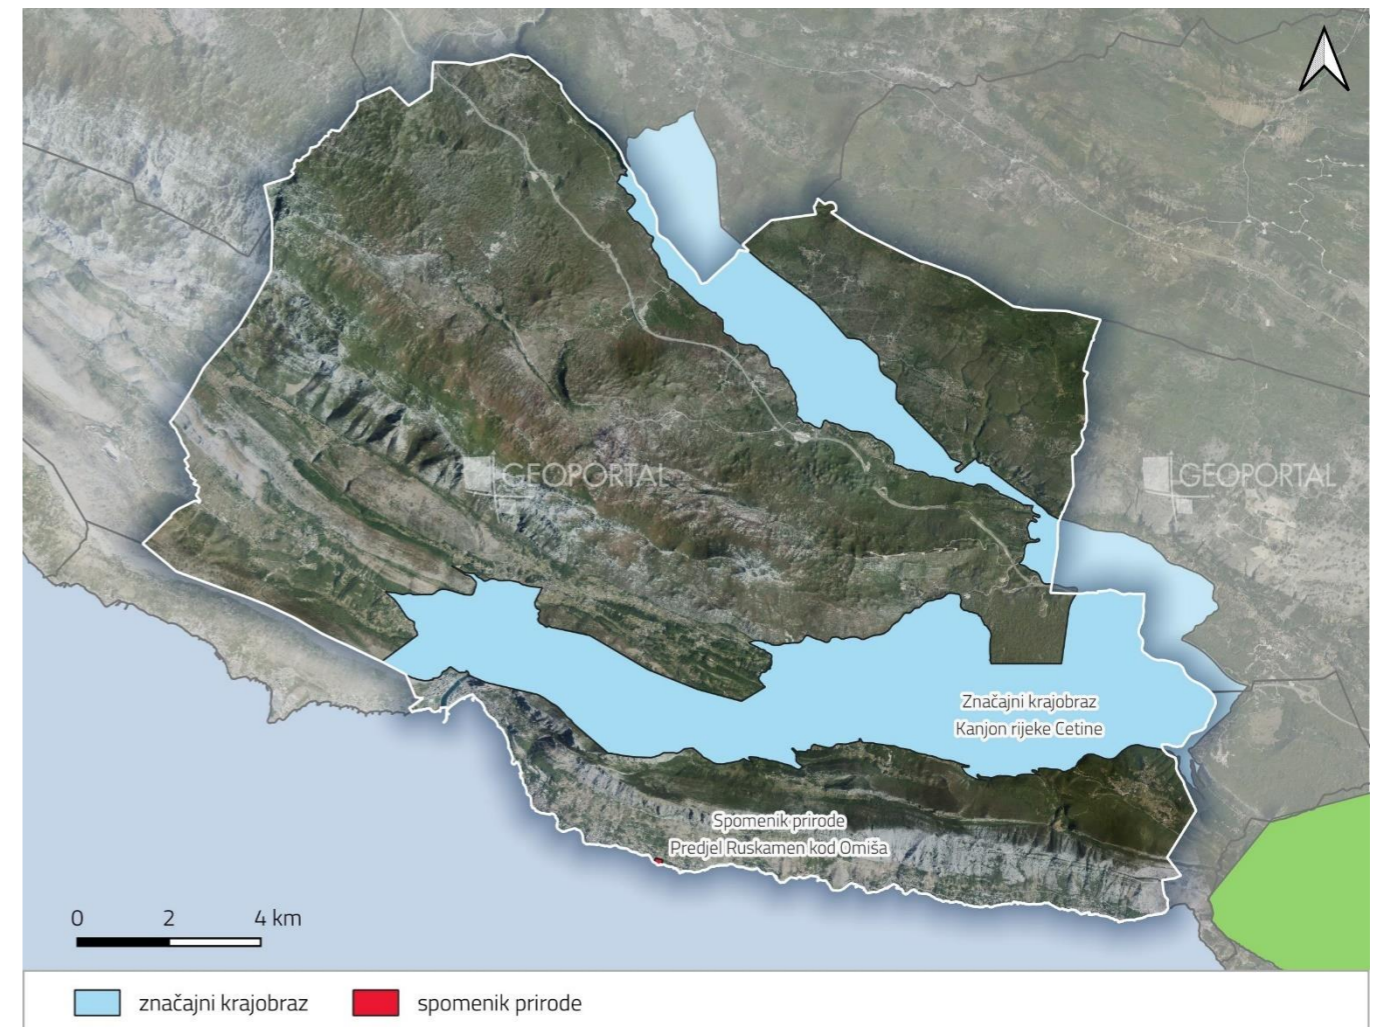 GEOPORTAL
GEOPORTAL
Značajni krajobraz
Kanjon rijeke Cetine
Spomenik prirode
Predjel Ruskamen kod Omiša
0 2 4 km
značajni krajobraz
spomenik prirode